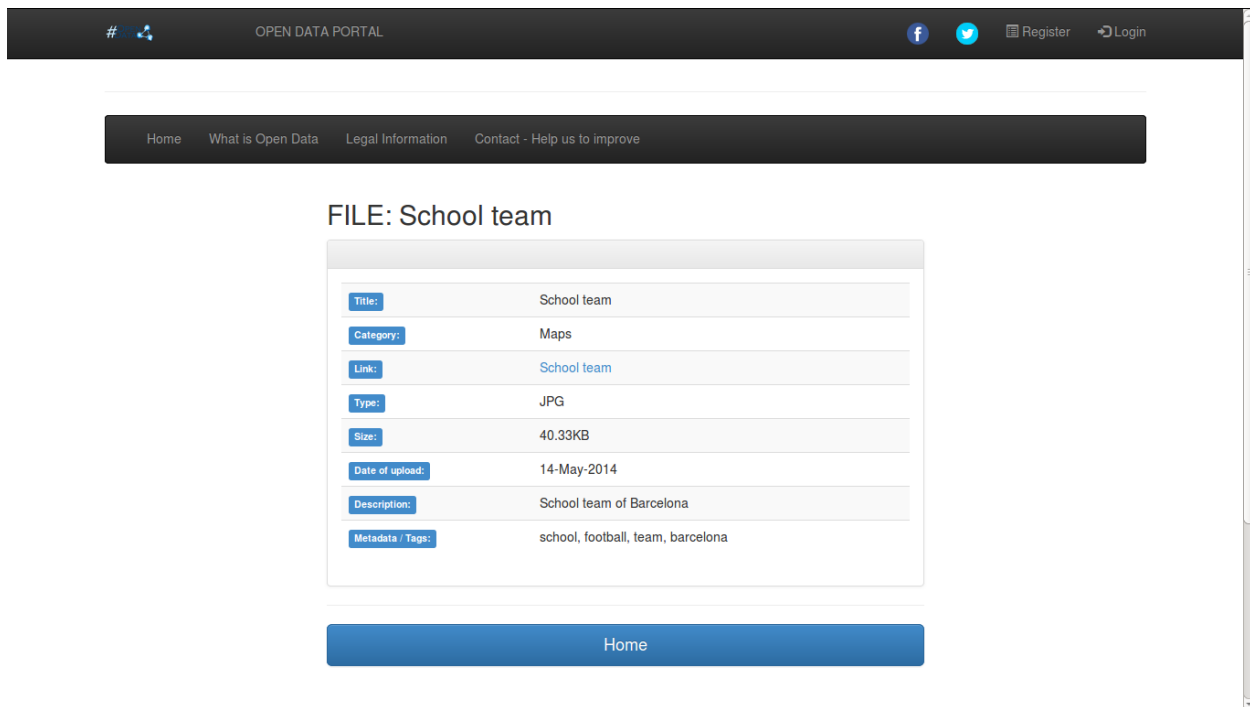 # OPEN DATA PORTAL Register Login
Home What is Open Data Legal Information Contact - Help us to improve
FILE: School team
Title: School team
Category: Maps
Link: School team
Type: JPG
Size: 40.33KB
Date of upload: 14-May-2014
Description: School team of Barcelona
Metadata / Tags: school, football, team, barcelona
Home